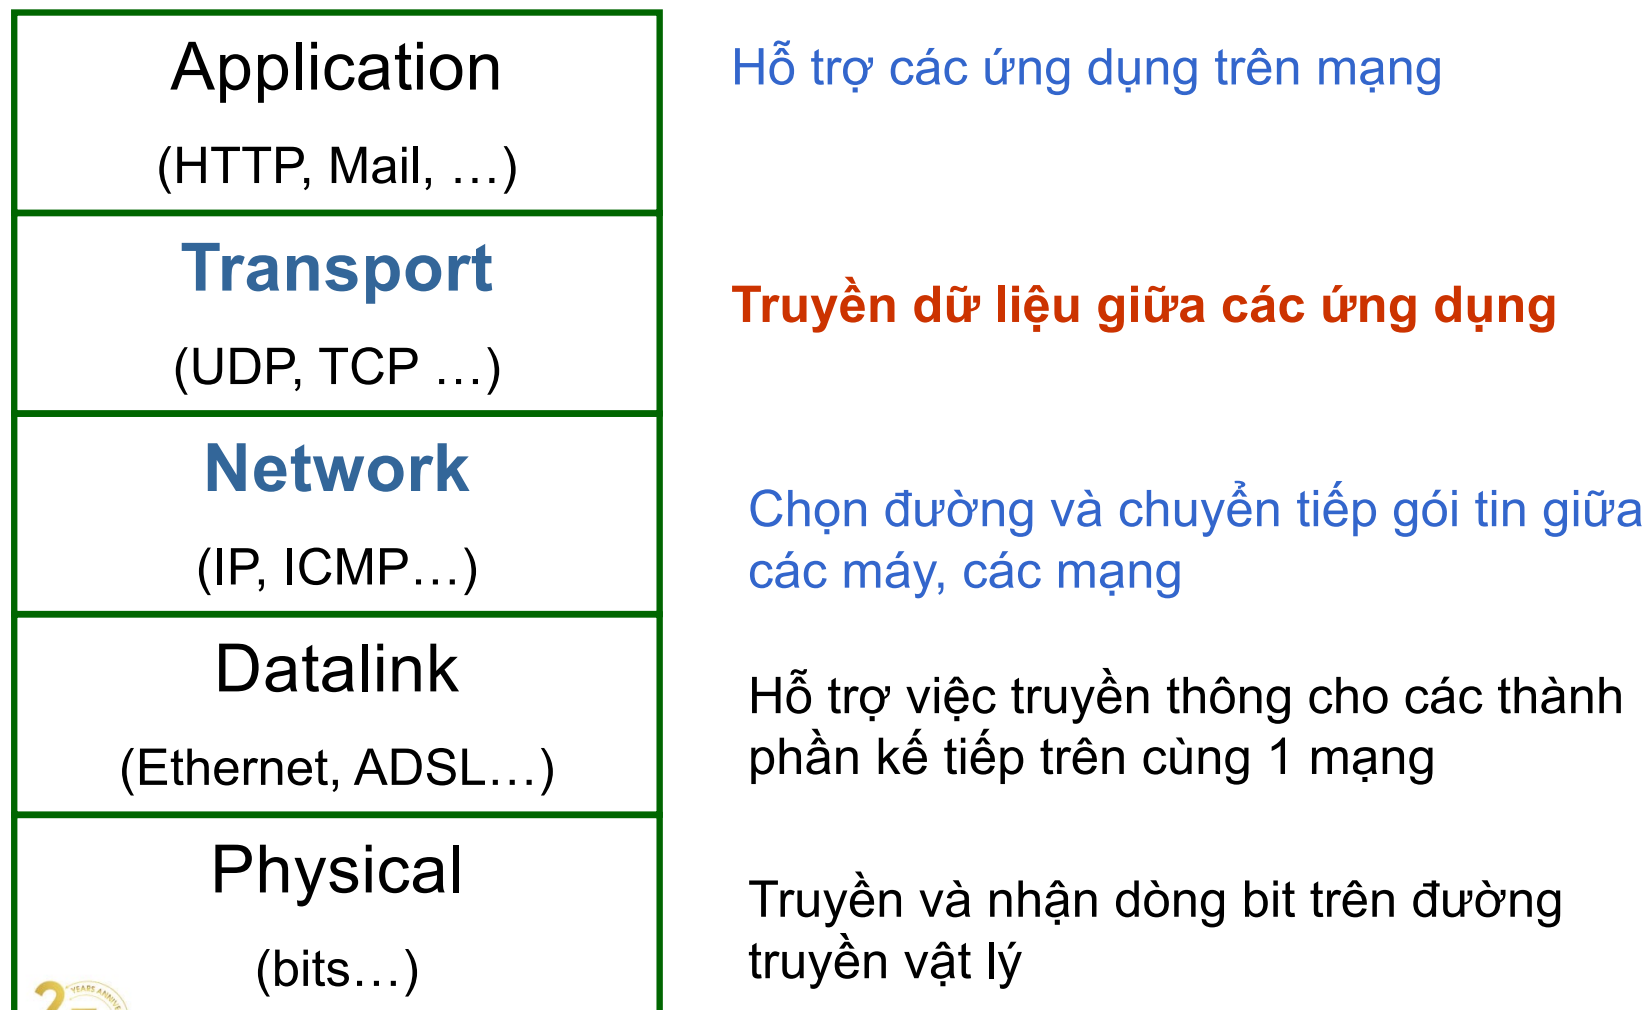 Application
(HTTP, Mail, …)
Hỗ trợ các ứng dụng trên mạng
Transport
(UDP, TCP …)
Truyền dữ liệu giữa các ứng dụng
Network
(IP, ICMP…)
Chọn đường và chuyển tiếp gói tin giữa
các máy, các mạng
Datalink
(Ethernet, ADSL…)
Hỗ trợ việc truyền thông cho các thành
phần kế tiếp trên cùng 1 mạng
Physical
(bits…)
Truyền và nhận dòng bit trên đường
truyền vật lý
2
YEARS